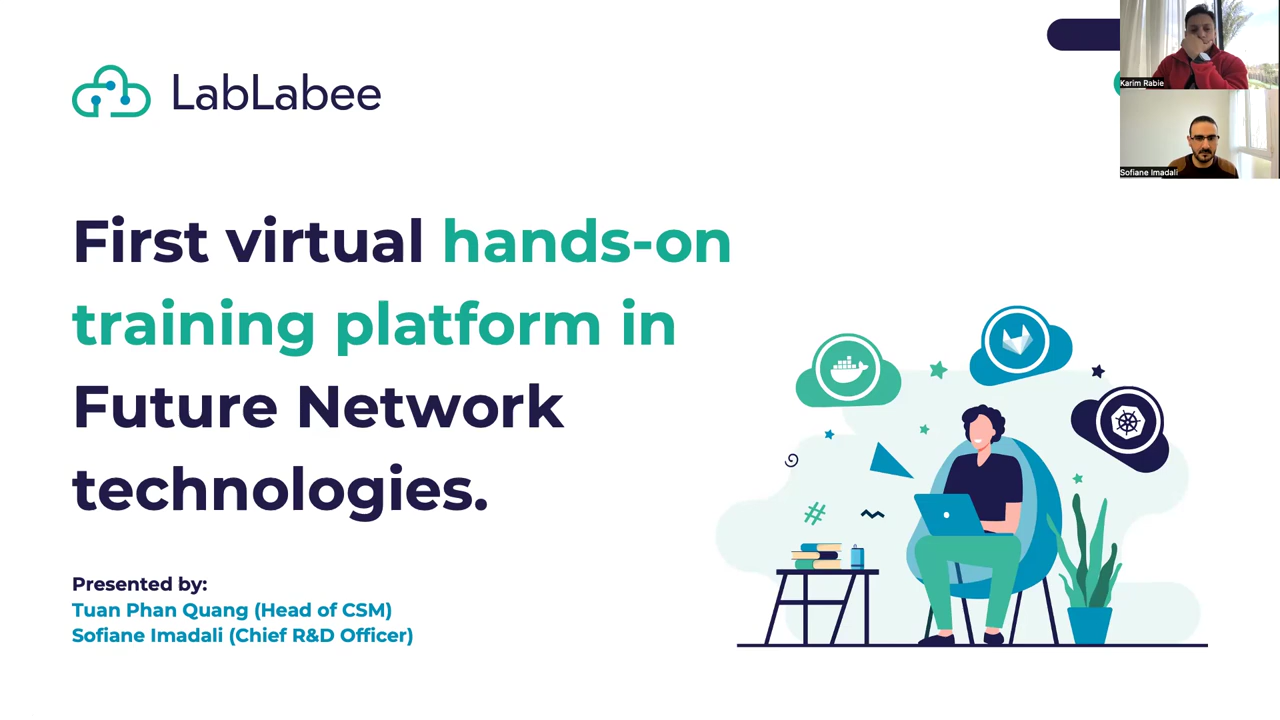 LabLabee
First virtual hands-on
training platform in
Future Network
technologies.
Presented by:
Tuan Phan Quang (Head of CSM)
Sofiane Imadali (Chief R&D Officer)
Karim Rabie
Sofiane Imadali